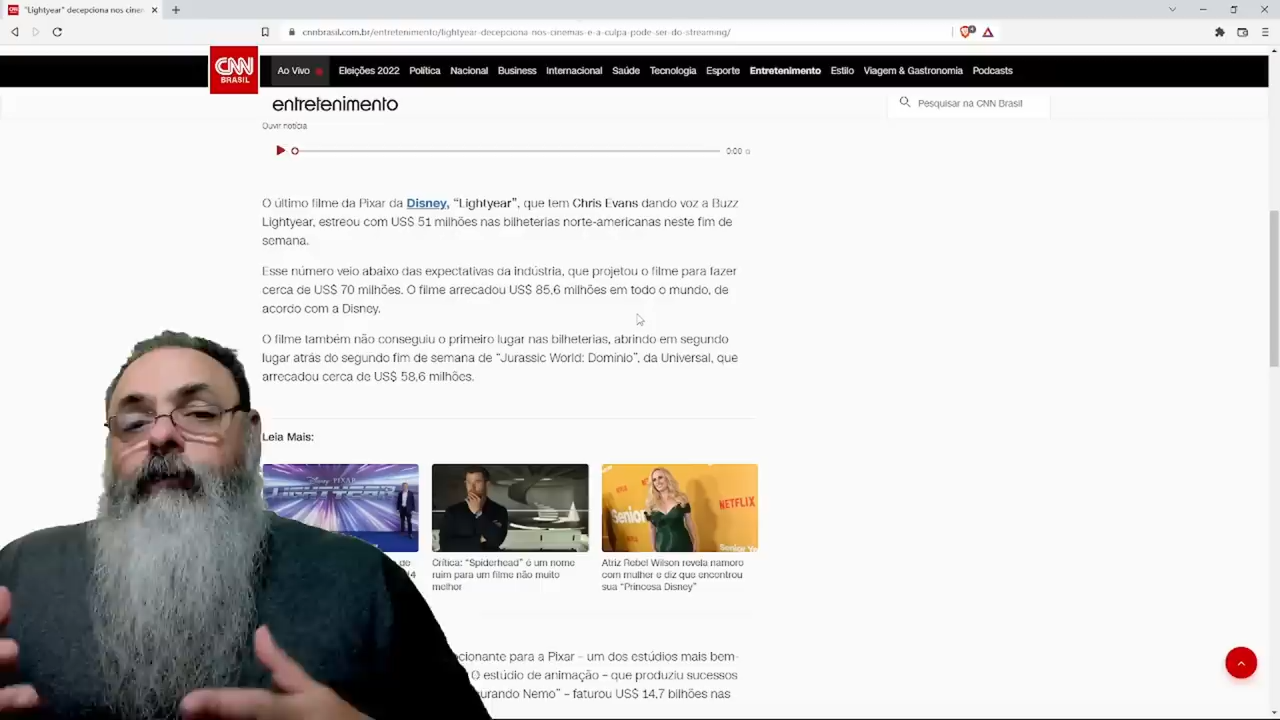 "Lightyear" decepciona nos cinem
cnnbrasil.com.br/entretenimento/lightyear-decepciona-nos-cinemas-e-a-culpa-pode-ser-do-streaming/
CNN
BRASIL
Ao Vivo
Eleições 2022
Política
Nacional
Business
Internacional
Saúde
Tecnologia
Esporte
Entretenimento
Estilo
Viagem & Gastronomia
Podcasts
entretenimento
Pesquisar na CNN Brasil
Ouvir notícia
0:00
O último filme da Pixar da Disney, “Lightyear”, que tem Chris Evans dando voz a Buzz
Lightyear, estreou com US$ 51 milhões nas bilheterias norte-americanas neste fim de
semana.
Esse número veio abaixo das expectativas da indústria, que projetou o filme para fazer
cerca de US$ 70 milhões. O filme arrecadou US$ 85,6 milhões em todo o mundo, de
acordo com a Disney.
O filme também não conseguiu o primeiro lugar nas bilheterias, abrindo em segundo
lugar atrás do segundo fim de semana de “Jurassic World: Domínio”, da Universal, que
arrecadou cerca de US$ 58,6 milhões.
Leia Mais:
DISNEY PIXAR
LIGHTYEAR
Senior
NETFLIX
Senior Ye
de
14
Crítica: “Spiderhead” é um nome
ruim para um filme não muito
melhor
Atriz Rebel Wilson revela namoro
com mulher e diz que encontrou
sua “Princesa Disney”
cionante para a Pixar – um dos estúdios mais bem-
O estúdio de animação – que produziu sucessos
urando Nemo” – faturou US$ 14,7 bilhões nas